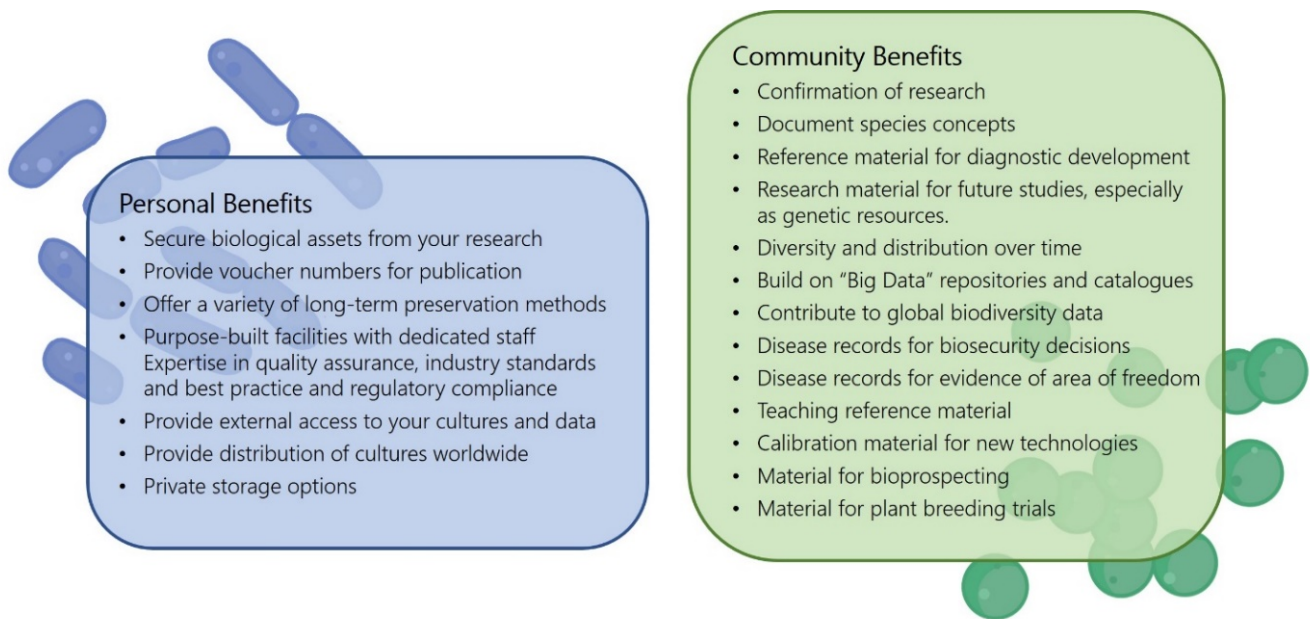 Personal Benefits
• Secure biological assets from your research
• Provide voucher numbers for publication
• Offer a variety of long-term preservation methods
• Purpose-built facilities with dedicated staff
Expertise in quality assurance, industry standards
and best practice and regulatory compliance
• Provide external access to your cultures and data
• Provide distribution of cultures worldwide
• Private storage options
Community Benefits
• Confirmation of research
• Document species concepts
• Reference material for diagnostic development
• Research material for future studies, especially
as genetic resources.
• Diversity and distribution over time
• Build on “Big Data” repositories and catalogues
• Contribute to global biodiversity data
• Disease records for biosecurity decisions
• Disease records for evidence of area of freedom
• Teaching reference material
• Calibration material for new technologies
• Material for bioprospecting
• Material for plant breeding trials